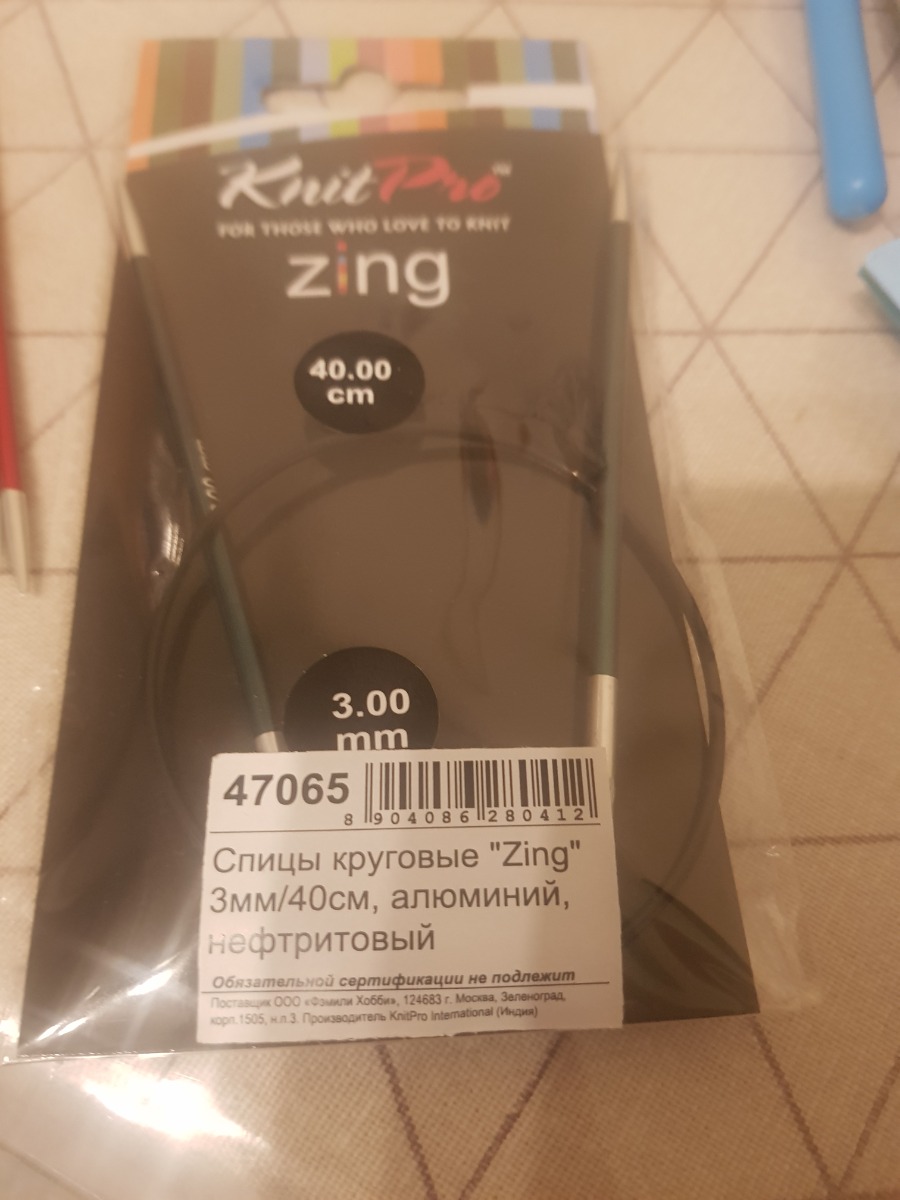 KnitPro™
FOR THOSE WHO LOVE TO KNIT
zing
40.00
cm
3.00
mm
47065
8 904086 280412
Спицы круговые "Zing"
3мм/40см, алюминий,
нефтритовый
Обязательной сертификации не подлежит
Поставщик ООО «Фэмили Хобби», 124683 г. Москва, Зеленоград,
корп.1505, н.п.3. Производитель KnitPro International (Индия)